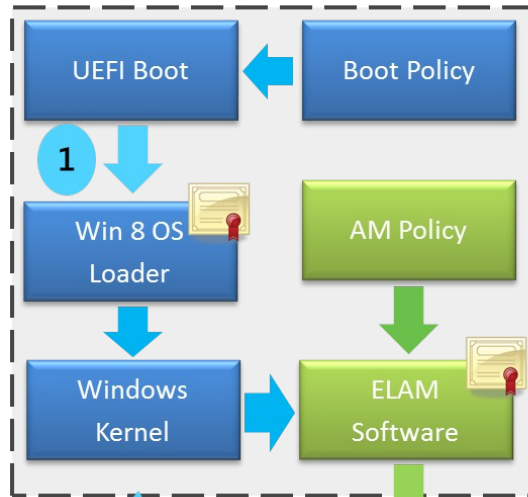 UEFI Boot
Boot Policy
1
Win 8 OS
Loader
AM Policy
Windows
Kernel
ELAM
Software